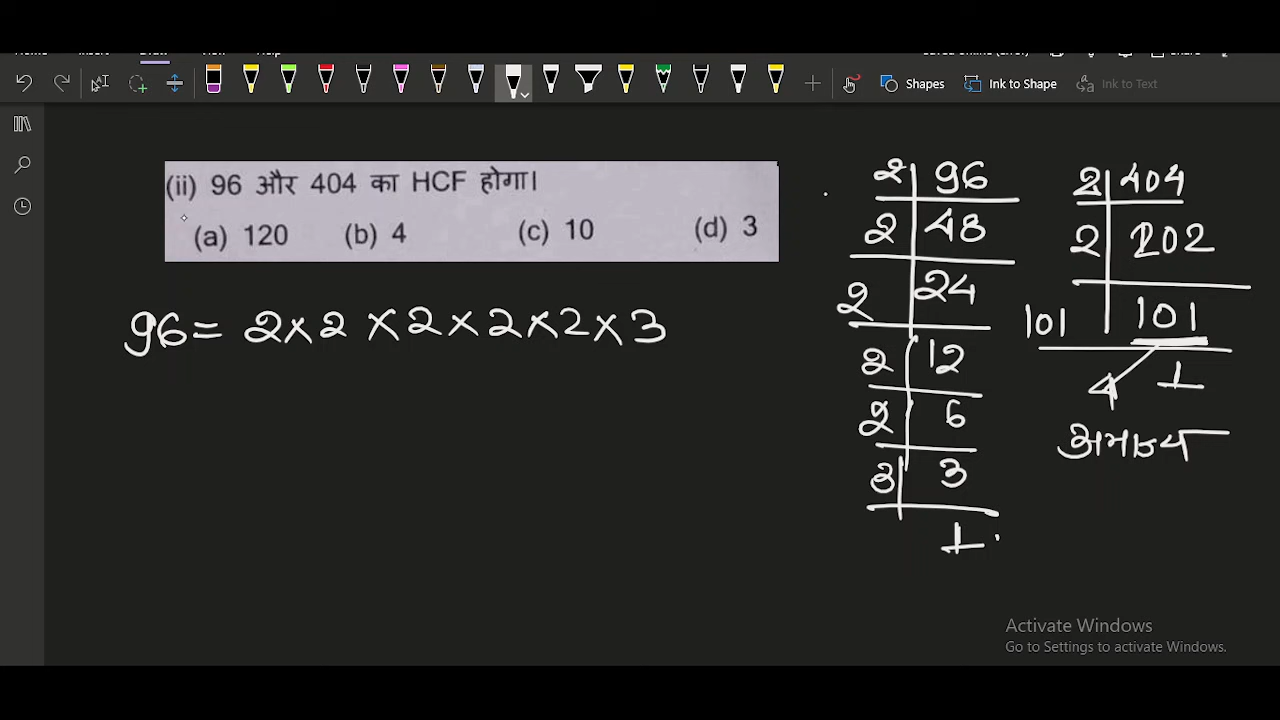 Shapes Ink to Shape Ink to Text
(ii) 96 और 404 का HCF होगा।
(a) 120 (b) 4 (c) 10 (d) 3
96 = 2×2×2×2×2×3
2 96
2 48
2 24
2 12
2 6
3 3
1
2 404
2 202
101 101
1
Activate Windows
Go to Settings to activate Windows.